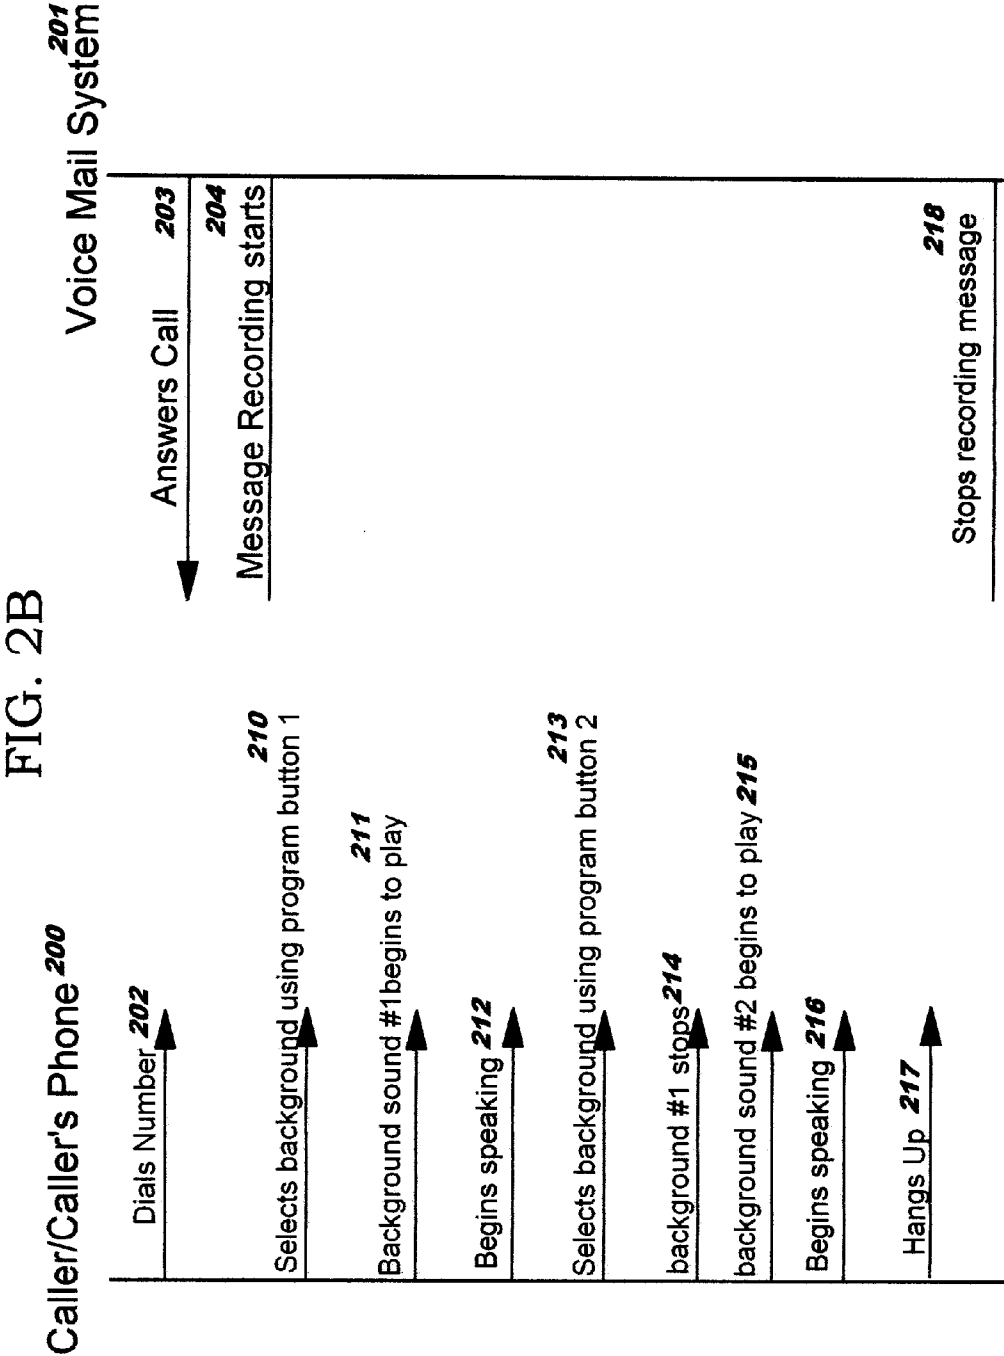 FIG. 2B
Caller/Caller's Phone 200
Voice Mail System 201
Dials Number 202
Answers Call 203
204
Message Recording starts
210
Selects background using program button 1
211
Background sound #1begins to play
Begins speaking 212
213
Selects background using program button 2
background #1 stops 214
background sound #2 begins to play 215
Begins speaking 216
Hangs Up 217
218
Stops recording message